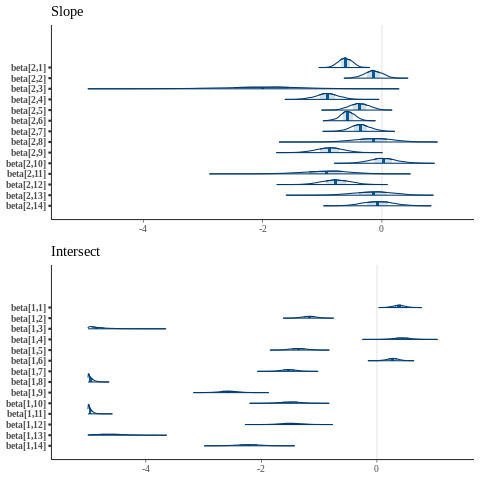 Slope
beta[2,1]
beta[2,2]
beta[2,3]
beta[2,4]
beta[2,5]
beta[2,6]
beta[2,7]
beta[2,8]
beta[2,9]
beta[2,10]
beta[2,11]
beta[2,12]
beta[2,13]
beta[2,14]
-4 -2 0
Intersect
beta[1,1]
beta[1,2]
beta[1,3]
beta[1,4]
beta[1,5]
beta[1,6]
beta[1,7]
beta[1,8]
beta[1,9]
beta[1,10]
beta[1,11]
beta[1,12]
beta[1,13]
beta[1,14]
-4 -2 0